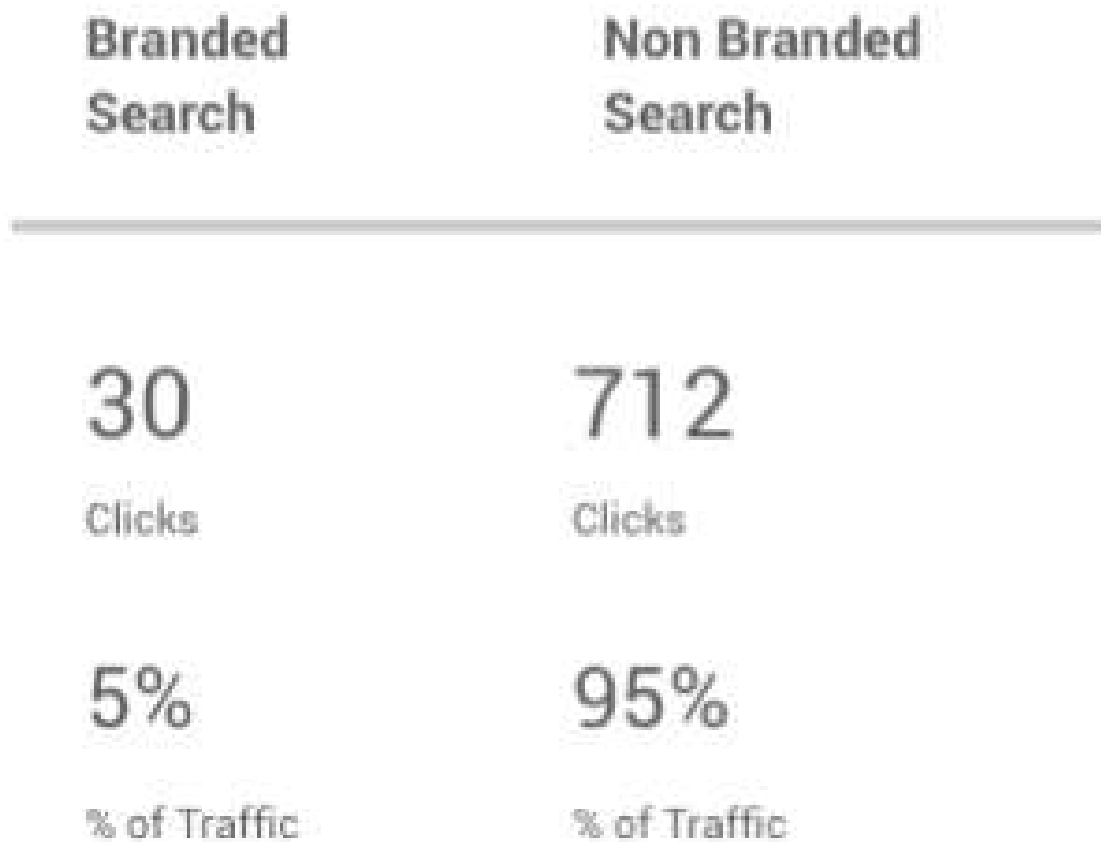 Branded
Search
Non Branded
Search
30
Clicks
712
Clicks
5%
% of Traffic
95%
% of Traffic